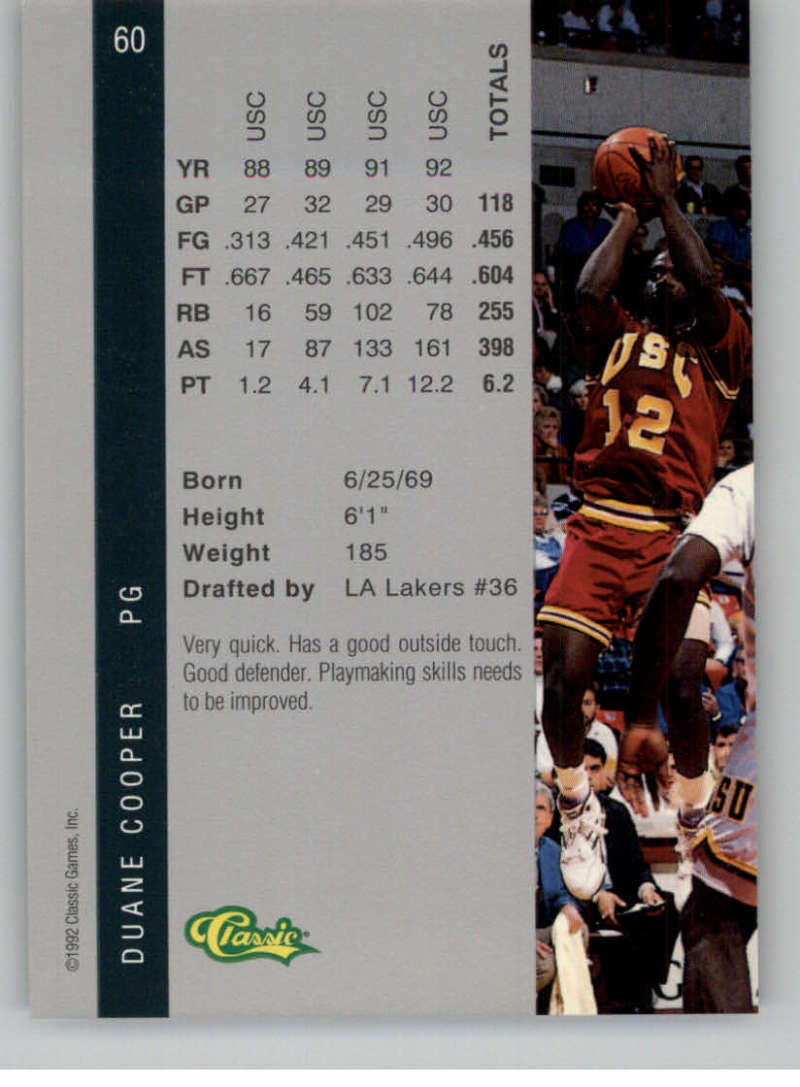 60
USC USC USC USC TOTALS
YR 88 89 91 92
GP 27 32 29 30 118
FG .313 .421 .451 .496 .456
FT .667 .465 .633 .644 .604
RB 16 59 102 78 255
AS 17 87 133 161 398
PT 1.2 4.1 7.1 12.2 6.2
Born 6/25/69
Height 6'1"
Weight 185
Drafted by LA Lakers #36
Very quick. Has a good outside touch.
Good defender. Playmaking skills needs
to be improved.
DUANE COOPER PG
©1992 Classic Games, Inc.
Classic®
USC
12
SU